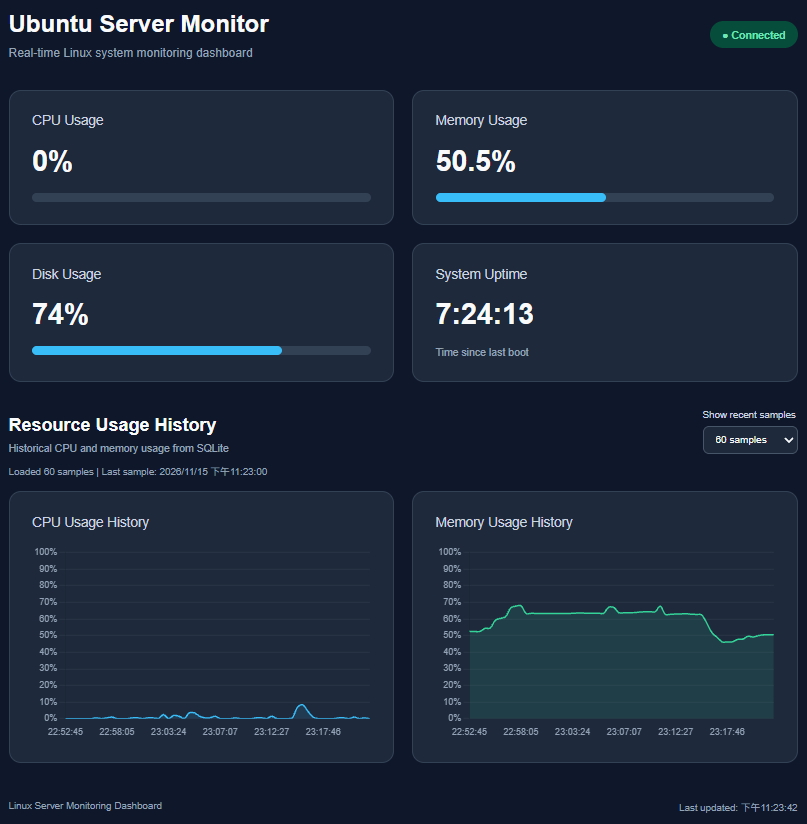 Ubuntu Server Monitor
Real-time Linux system monitoring dashboard
● Connected
CPU Usage
0%
Memory Usage
50.5%
Disk Usage
74%
System Uptime
7:24:13
Time since last boot
Resource Usage History
Historical CPU and memory usage from SQLite
Loaded 60 samples | Last sample: 2026/11/15 下午11:23:00
Show recent samples
60 samples
CPU Usage History
100%
90%
80%
70%
60%
50%
40%
30%
20%
10%
0%
22:52:45 22:58:05 23:03:24 23:07:07 23:12:27 23:17:46
Memory Usage History
100%
90%
80%
70%
60%
50%
40%
30%
20%
10%
0%
22:52:45 22:58:05 23:03:24 23:07:07 23:12:27 23:17:46
Linux Server Monitoring Dashboard
Last updated: 下午11:23:42